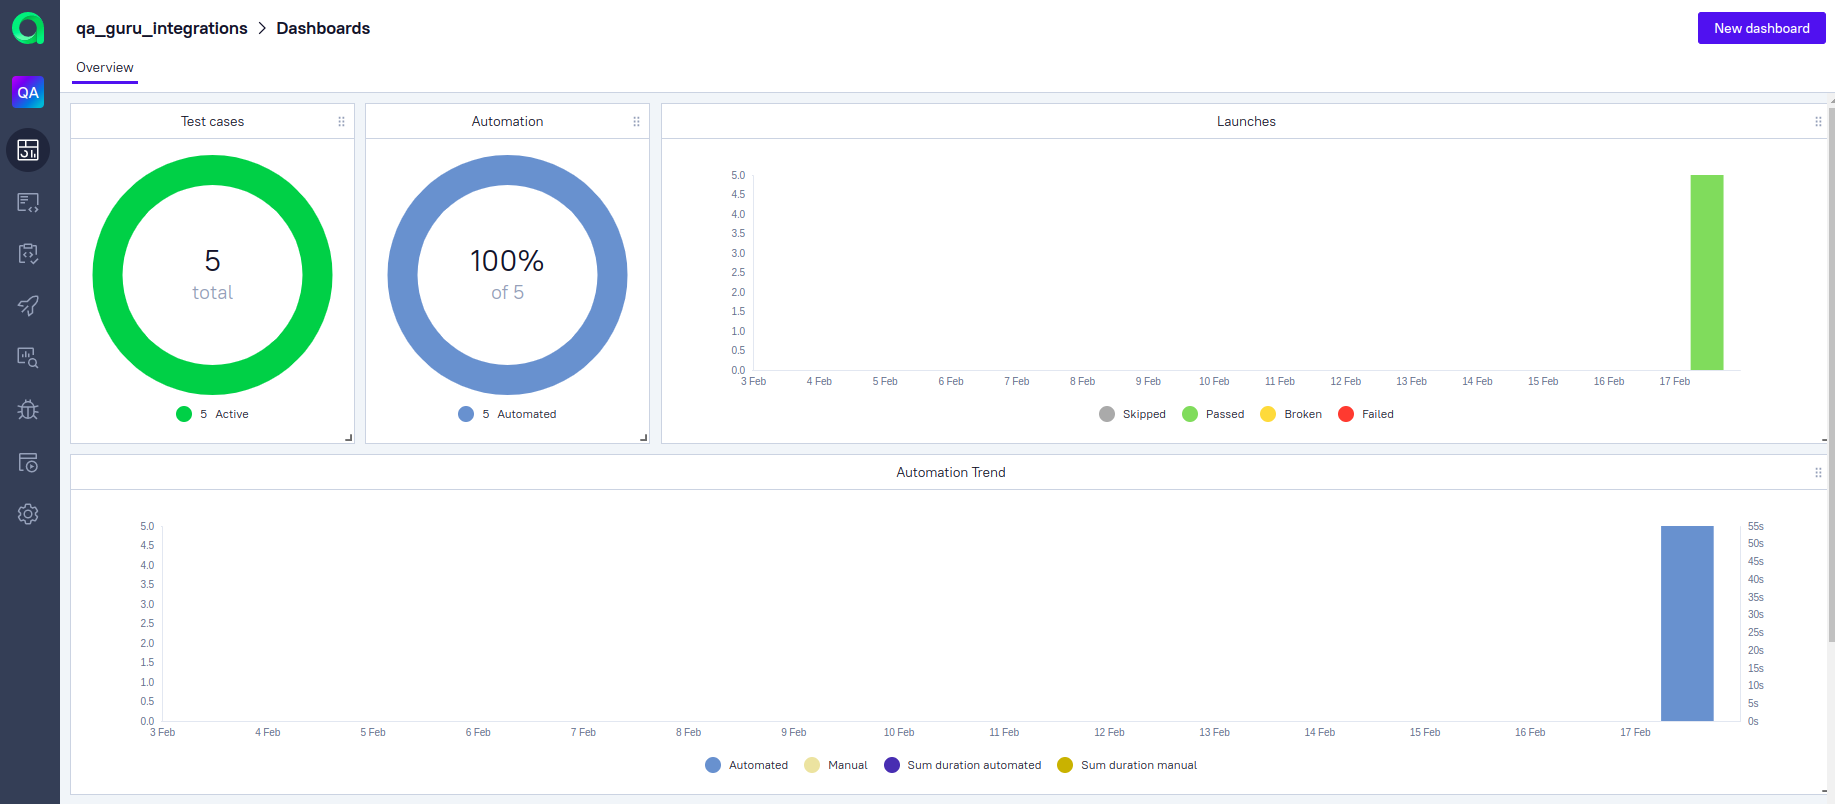 qa_guru_integrations > Dashboards
New dashboard
Overview
QA
Test cases
5
total
5 Active
Automation
100%
of 5
5 Automated
Launches
5.0
4.5
4.0
3.5
3.0
2.5
2.0
1.5
1.0
0.5
0.0
3 Feb 4 Feb 5 Feb 6 Feb 7 Feb 8 Feb 9 Feb 10 Feb 11 Feb 12 Feb 13 Feb 14 Feb 15 Feb 16 Feb 17 Feb
Skipped Passed Broken Failed
Automation Trend
5.0
4.5
4.0
3.5
3.0
2.5
2.0
1.5
1.0
0.5
0.0
55s
50s
45s
40s
35s
30s
25s
20s
15s
10s
5s
0s
3 Feb 4 Feb 5 Feb 6 Feb 7 Feb 8 Feb 9 Feb 10 Feb 11 Feb 12 Feb 13 Feb 14 Feb 15 Feb 16 Feb 17 Feb
Automated Manual Sum duration automated Sum duration manual